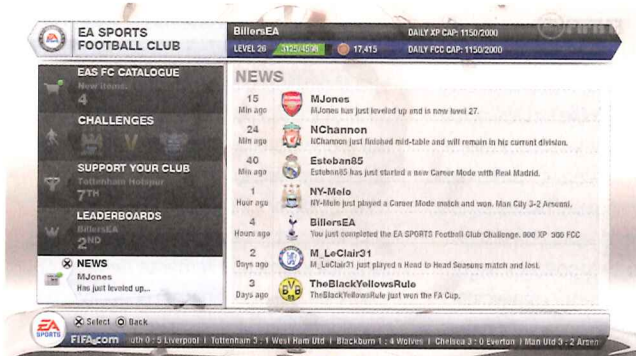 EA SPORTS
FOOTBALL CLUB
BillersEA
LEVEL 26
17,415
DAILY XP CAP: 1150/2000
DAILY FCC CAP: 1150/2000
EAS FC CATALOGUE
New items.
4
CHALLENGES
SUPPORT YOUR CLUB
Tottenham Hotspur
7TH
LEADERBOARDS
BillersEA
2ND
NEWS
MJones
Has just leveled up...
NEWS
15 Min ago
MJones
MJones has just leveled up and is now level 27.
24 Min ago
NChannon
NChannon just finished mid-table and will remain in his current division.
40 Min ago
Esteban85
Esteban85 has just started a new Career Mode with Real Madrid.
1 Hour ago
NY-Melo
NY-Melo just played a Career Mode match and won. Man City 3-2 Arsenal.
4 Hours ago
BillersEA
You just completed the EA SPORTS Football Club Challenge. XP FCC
2 Days ago
M_LeClair31
M_LeClair31 just played a Head to Head Seasons match and lost.
3 Days ago
TheBlackYellowsRule
TheBlackYellowsRule just won the FA Cup.
Select Back
EA SPORTS
FIFA.com uth 0 : 5 Liverpool I Tottenham 3 : 1 West Ham Utd I Blackburn 1 : 4 Wolves I Chelsea 3 : 0 Everton I Man Utd 3 : 2 Arsen